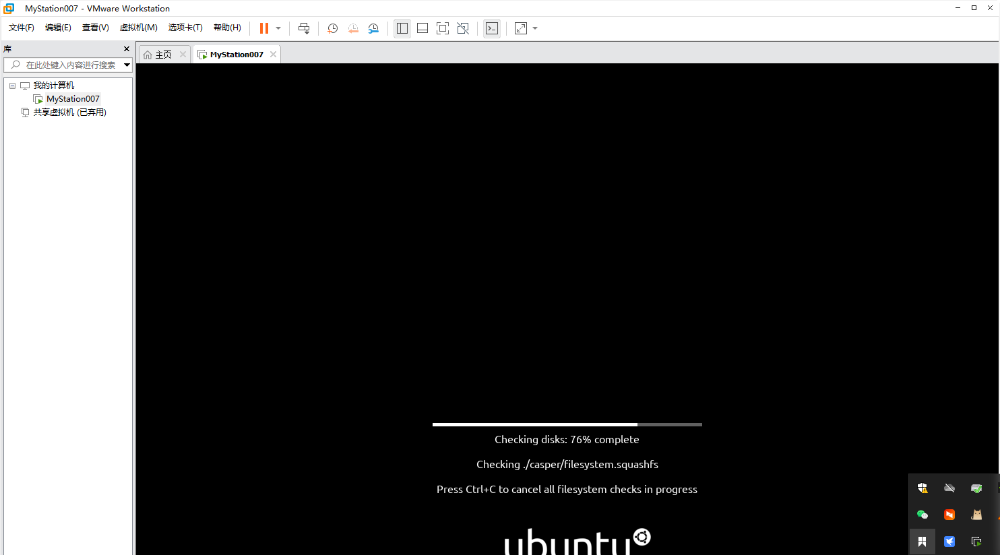 MyStation007 - VMware Workstation
文件(F) 编辑(E) 查看(V) 虚拟机(M) 选项卡(T) 帮助(H)
库
在此处键入内容进行搜索
我的计算机
MyStation007
共享虚拟机 (已弃用)
主页 MyStation007
Checking disks: 76% complete
Checking ./casper/filesystem.squashfs
Press Ctrl+C to cancel all filesystem checks in progress
ubuntu